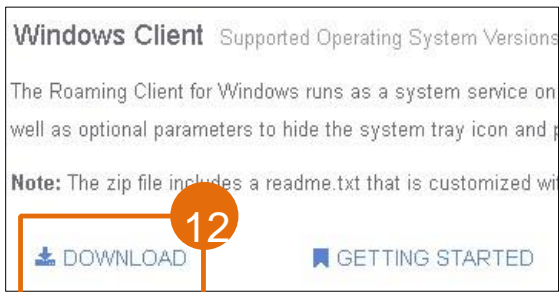 Windows Client Supported Operating System Versions
The Roaming Client for Windows runs as a system service on
well as optional parameters to hide the system tray icon and
Note: The zip file includes a readme.txt that is customized
12
DOWNLOAD GETTING STARTED